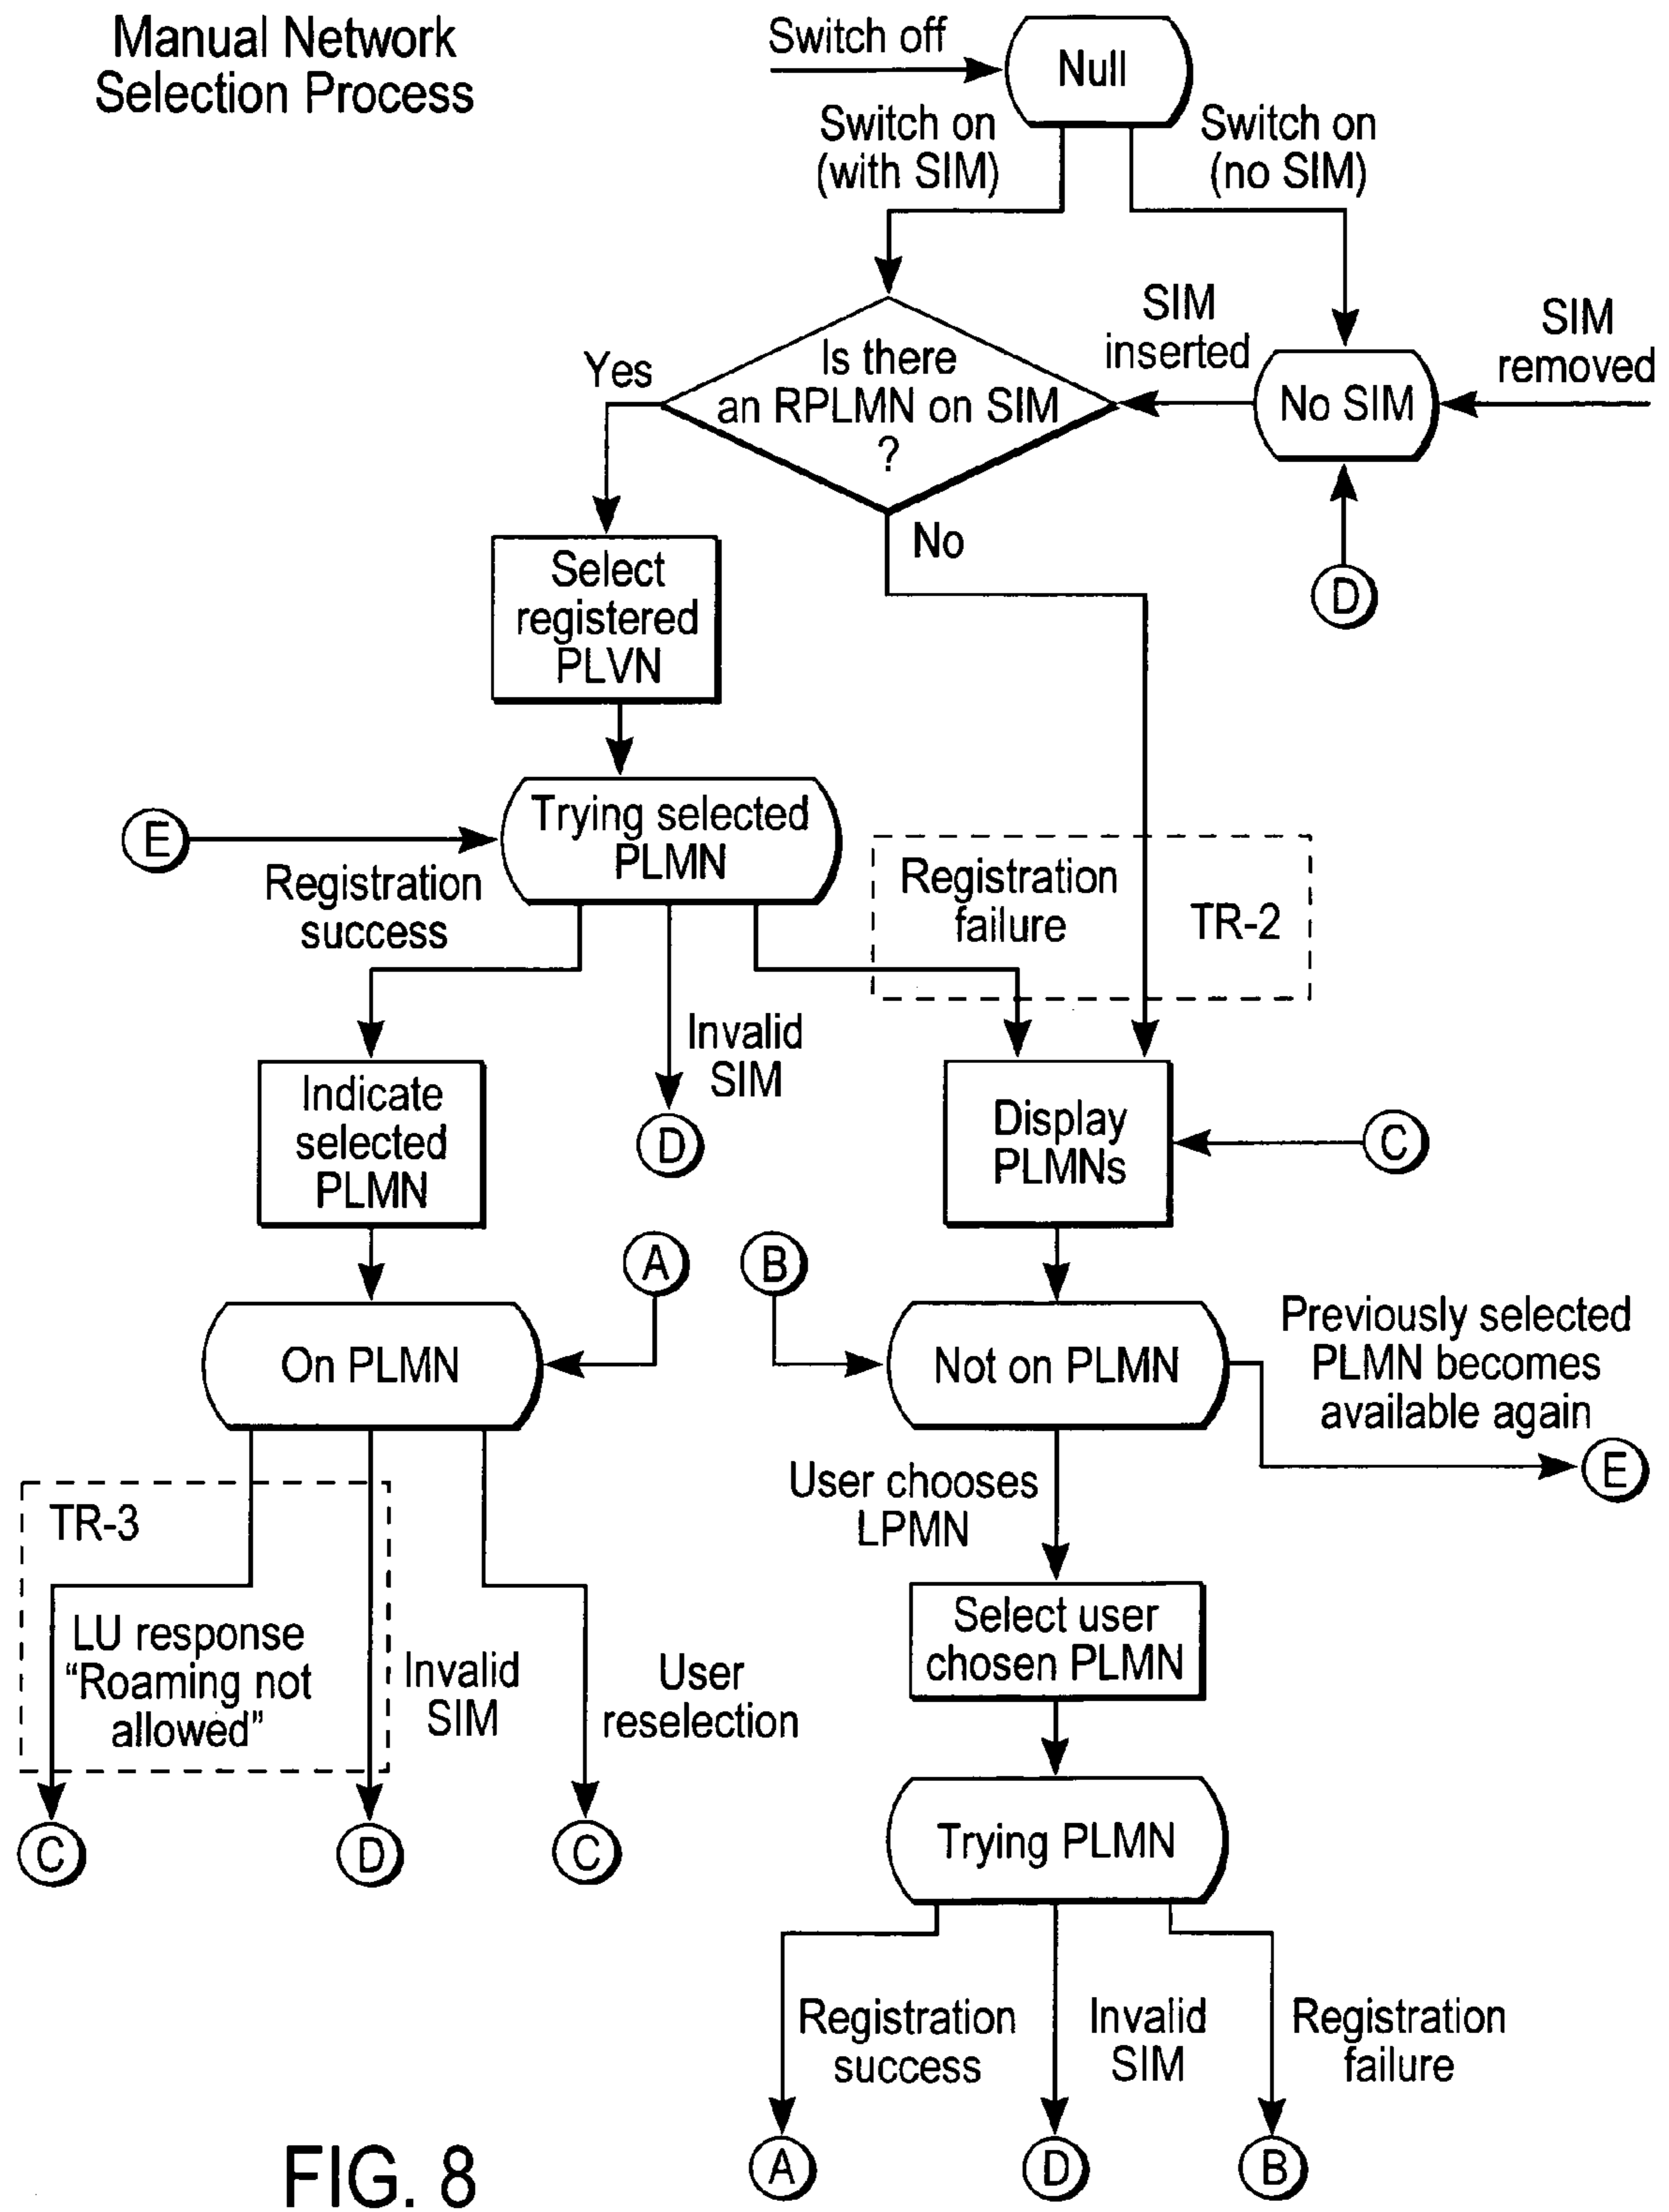 Manual Network
Selection Process
Switch off
Null
Switch on
(with SIM)
Switch on
(no SIM)
Is there
an RPLMN on SIM
?
SIM
inserted
No SIM
SIM
removed
Yes
No
D
Select
registered
PLVN
E
Trying selected
PLMN
Registration
success
Registration
failure
TR-2
Invalid
SIM
D
Indicate
selected
PLMN
Display
PLMNs
C
A
B
On PLMN
Not on PLMN
Previously selected
PLMN becomes
available again
E
User chooses
LPMN
TR-3
LU response
“Roaming not
allowed”
Invalid
SIM
User
reselection
Select user
chosen PLMN
C
D
C
Trying PLMN
Registration
success
Invalid
SIM
Registration
failure
A
D
B
FIG. 8